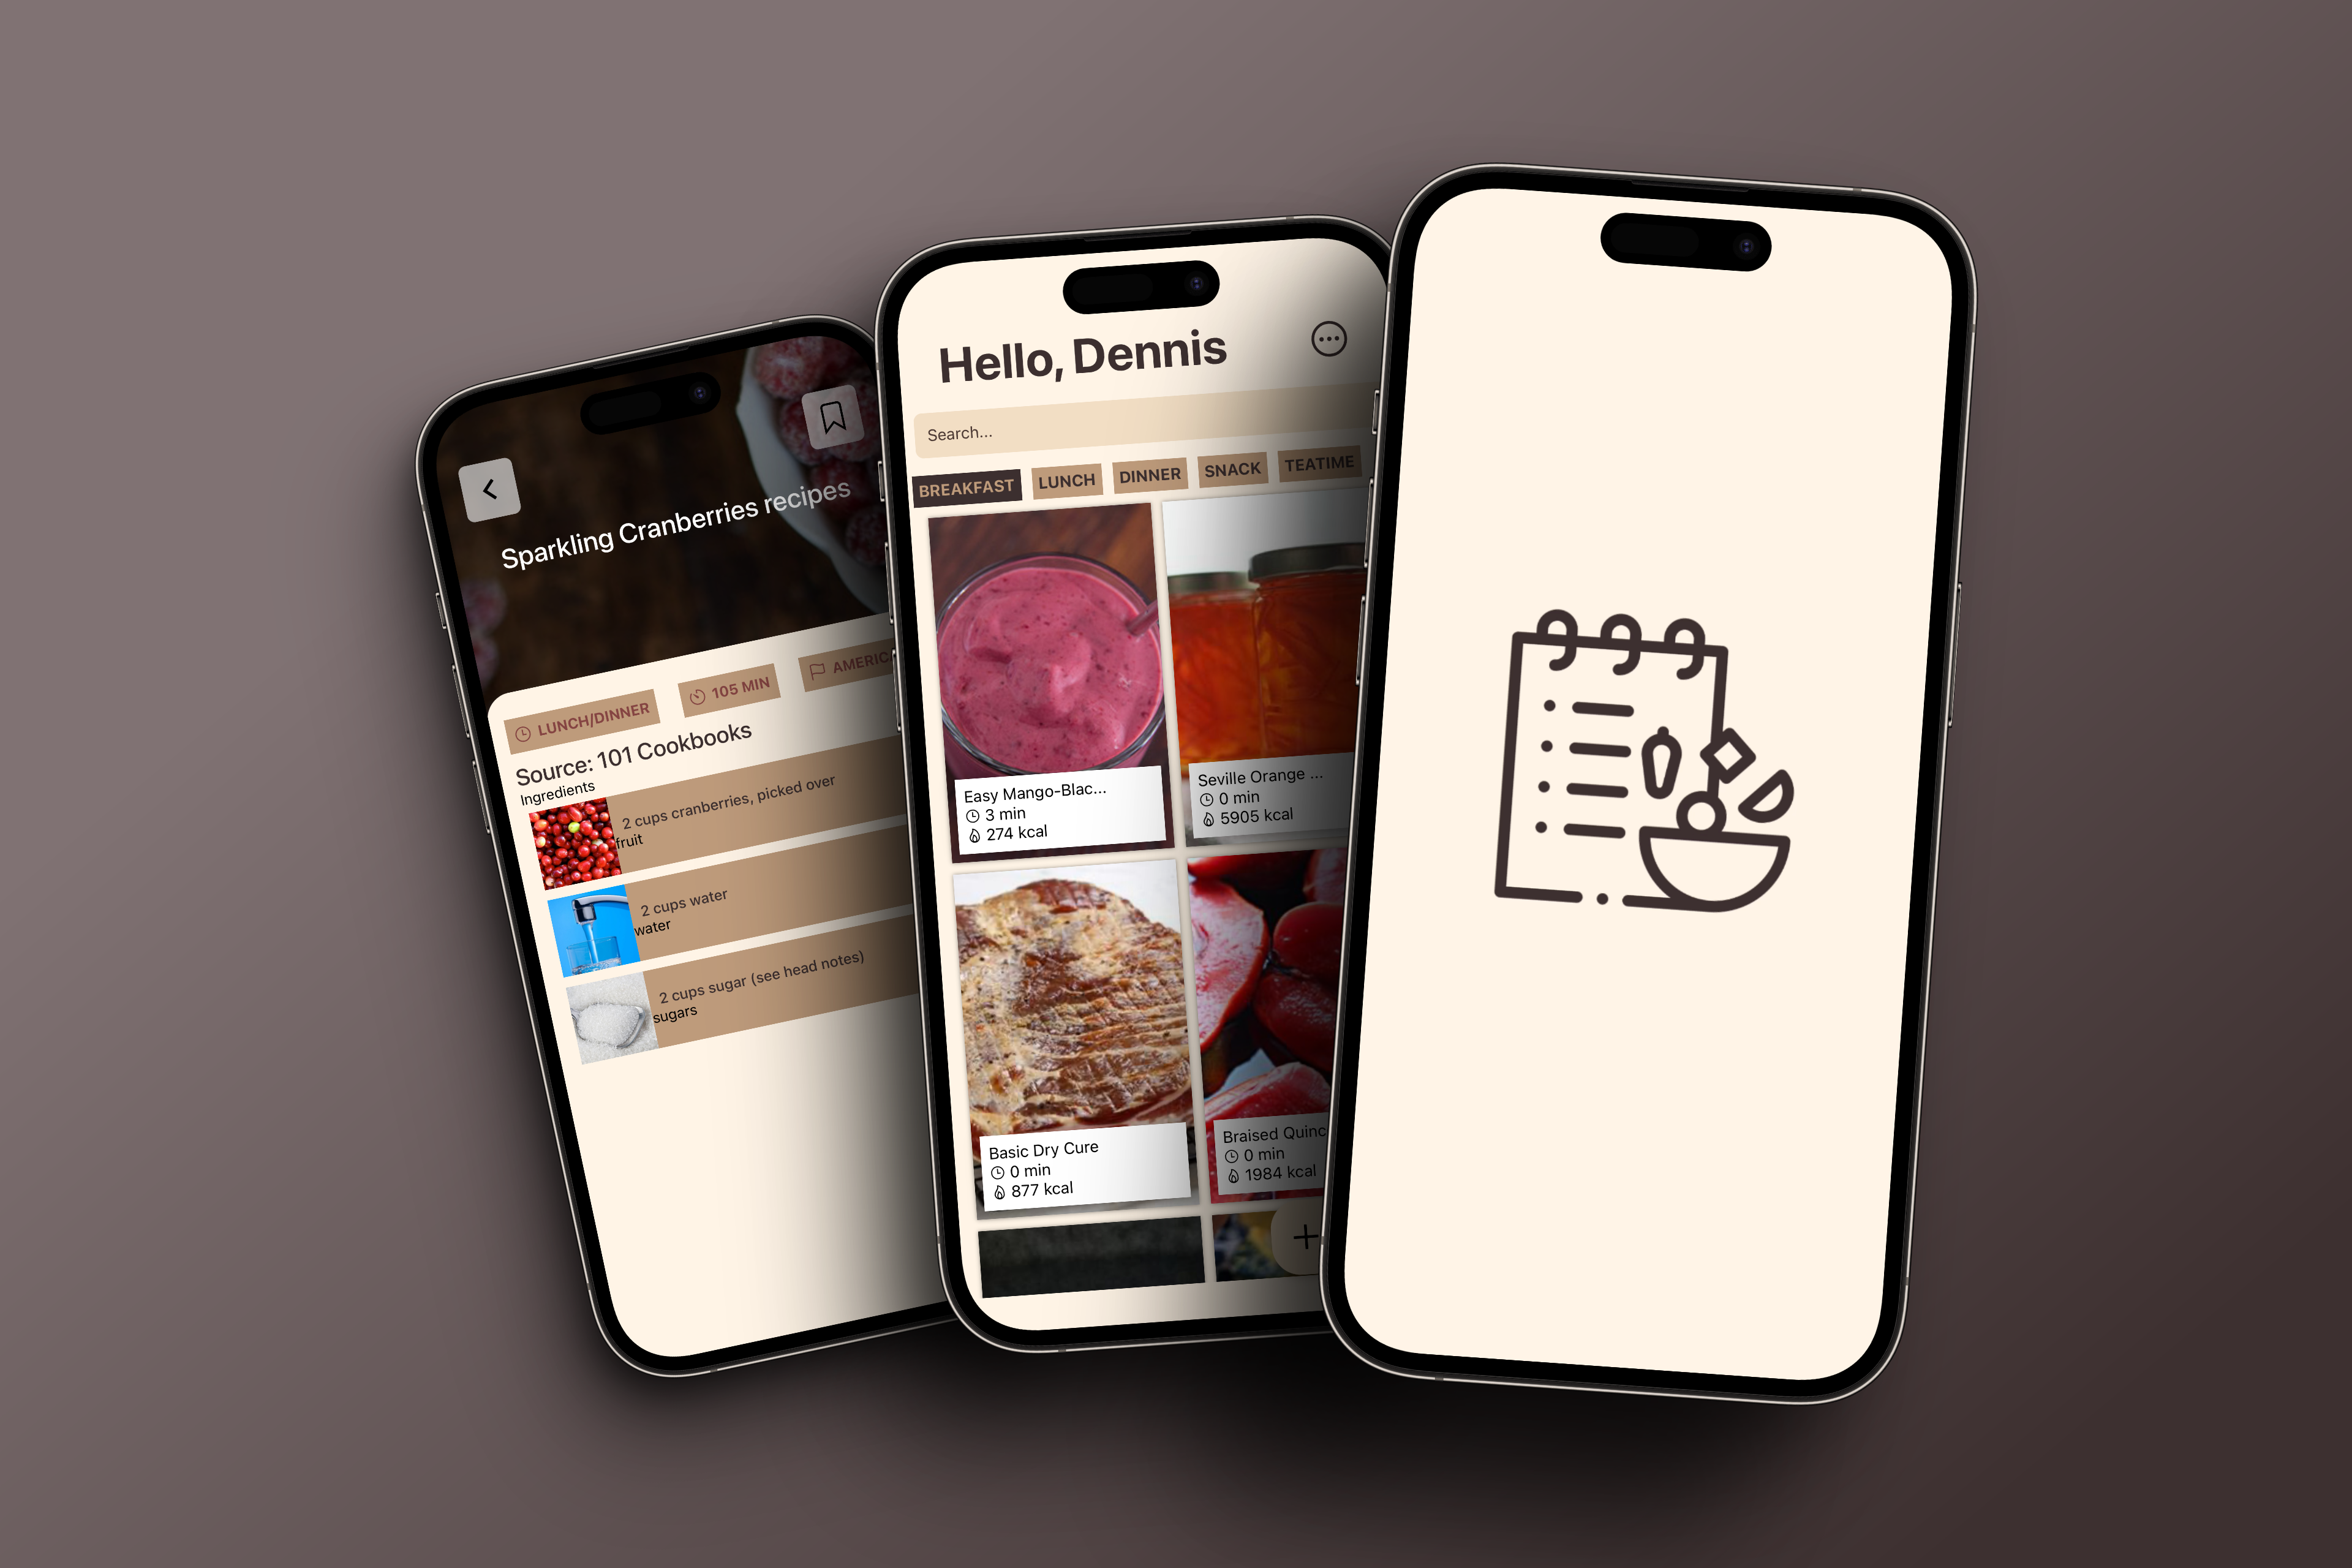 Sparkling Cranberries recipes
LUNCH/DINNER
105 MIN
Source: 101 Cookbooks
Ingredients
2 cups cranberries, picked over
fruit
2 cups water
water
2 cups sugar (see head notes)
sugars
Hello, Dennis
Search...
BREAKFAST
LUNCH
DINNER
SNACK
TEATIME
Easy Mango-Blac...
3 min
274 kcal
Seville Orange ...
0 min
5905 kcal
Basic Dry Cure
0 min
877 kcal
Braised Quinc
0 min
1984 kcal